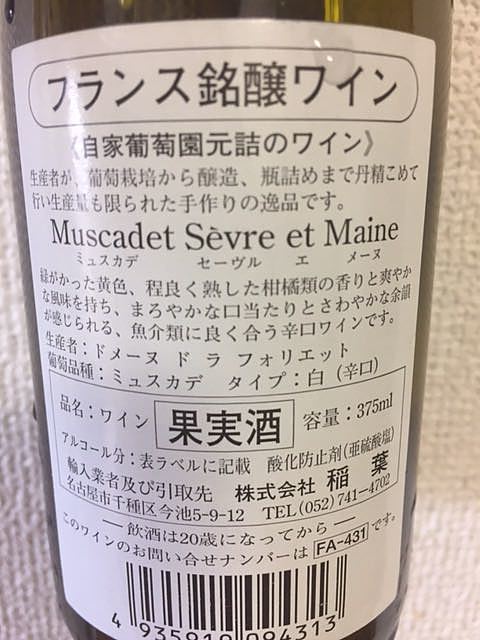 フランス銘醸ワイン
《自家葡萄園元詰のワイン》
生産者が、葡萄栽培から醸造、瓶詰めまで丹精こめて
行い生産量も限られた手作りの逸品です。
Muscadet Sèvre et Maine
ミュスカデ セーヴル エ メーヌ
緑がかった黄色、程良く熟した柑橘類の香りと爽やか
な風味を持ち、まろやかな口当たりとさわやかな余韻
が感じられる、魚介類に良く合う辛口ワインです。
生産者：ドメーヌ ド ラ フォリエット
葡萄品種：ミュスカデ タイプ：白（辛口）
品名：ワイン 果実酒 容量：375ml
アルコール分：表ラベルに記載 酸化防止剤（亜硫酸塩）
輸入業者及び引取先 株式会社 稲葉
名古屋市千種区今池5-9-12 TEL(052)741-4702
― 飲酒は20歳になってから ―
このワインのお問い合せナンバーは FA-431 です。
4 935919 094313